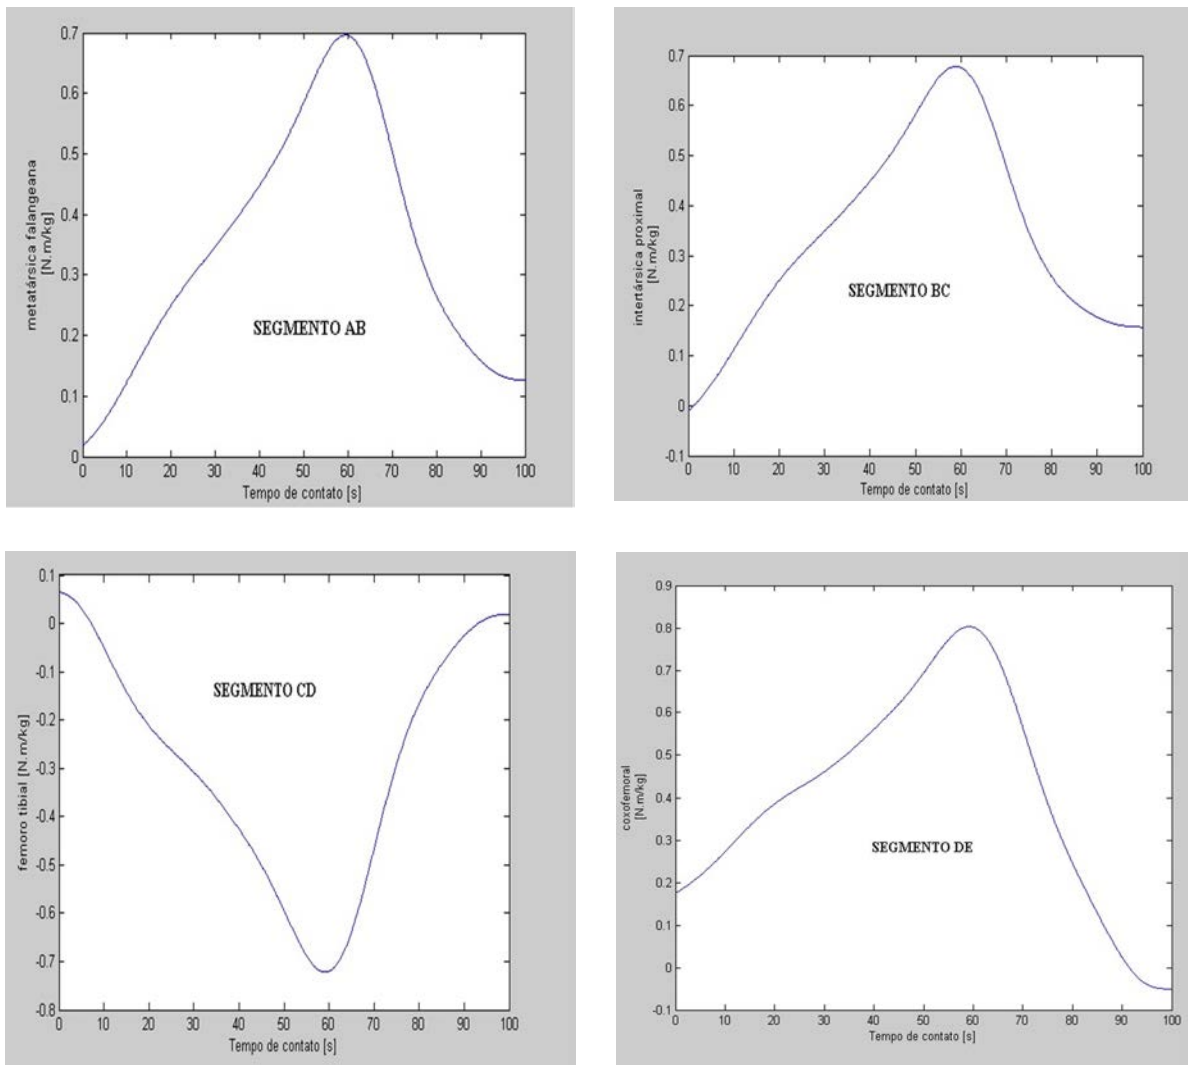 0.7
0.6
0.5
0.4
0.3
0.2
0.1
0
metatársica falangeana
[N.m/kg]
SEGMENTO AB
0 10 20 30 40 50 60 70 80 90 100
Tempo de contato [s]
0.7
0.6
0.5
0.4
0.3
0.2
0.1
0
-0.1
intertársica proximal
[N.m/kg]
SEGMENTO BC
0 10 20 30 40 50 60 70 80 90 100
Tempo de contato [s]
0.1
0
-0.1
-0.2
-0.3
-0.4
-0.5
-0.6
-0.7
-0.8
femoro tibial [N.m/kg]
SEGMENTO CD
0 10 20 30 40 50 60 70 80 90 100
Tempo de contato [s]
0.9
0.8
0.7
0.6
0.5
0.4
0.3
0.2
0.1
0
-0.1
coxofemoral
[N.m/kg]
SEGMENTO DE
0 10 20 30 40 50 60 70 80 90 100
Tempo de contato [s]